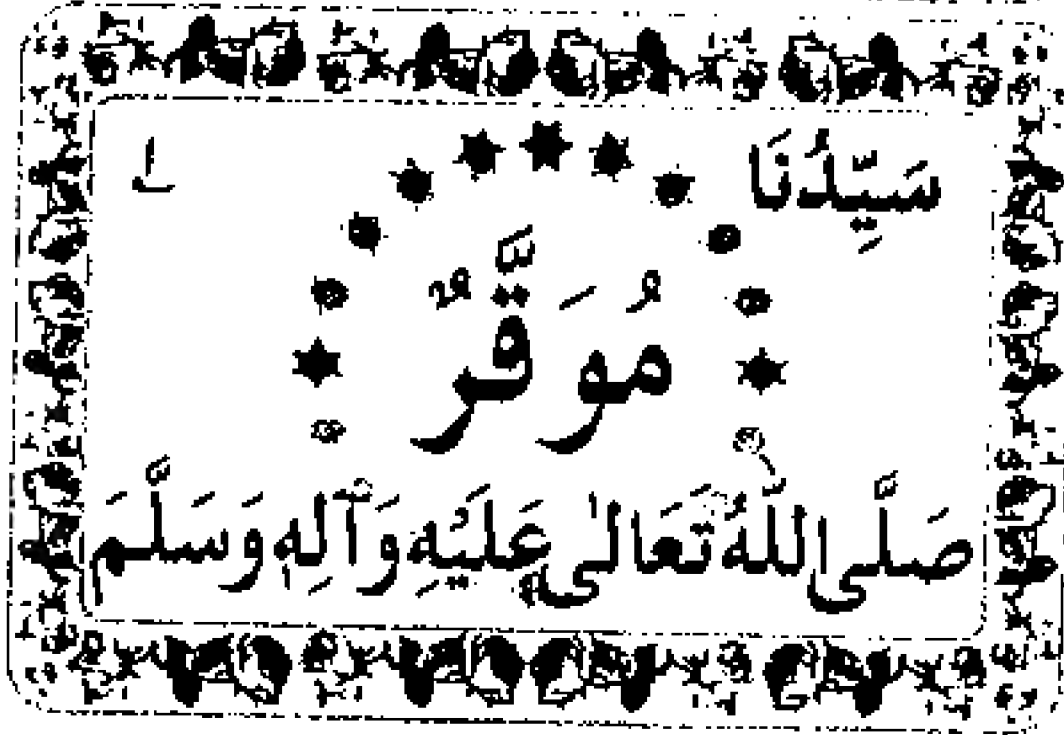 سَيِّدُنَا
مُوَقَّرٌ
صَلَّى اللّٰهُ تَعَالٰى عَلَيْهِ وَآلِهٖ وَسَلَّمَ